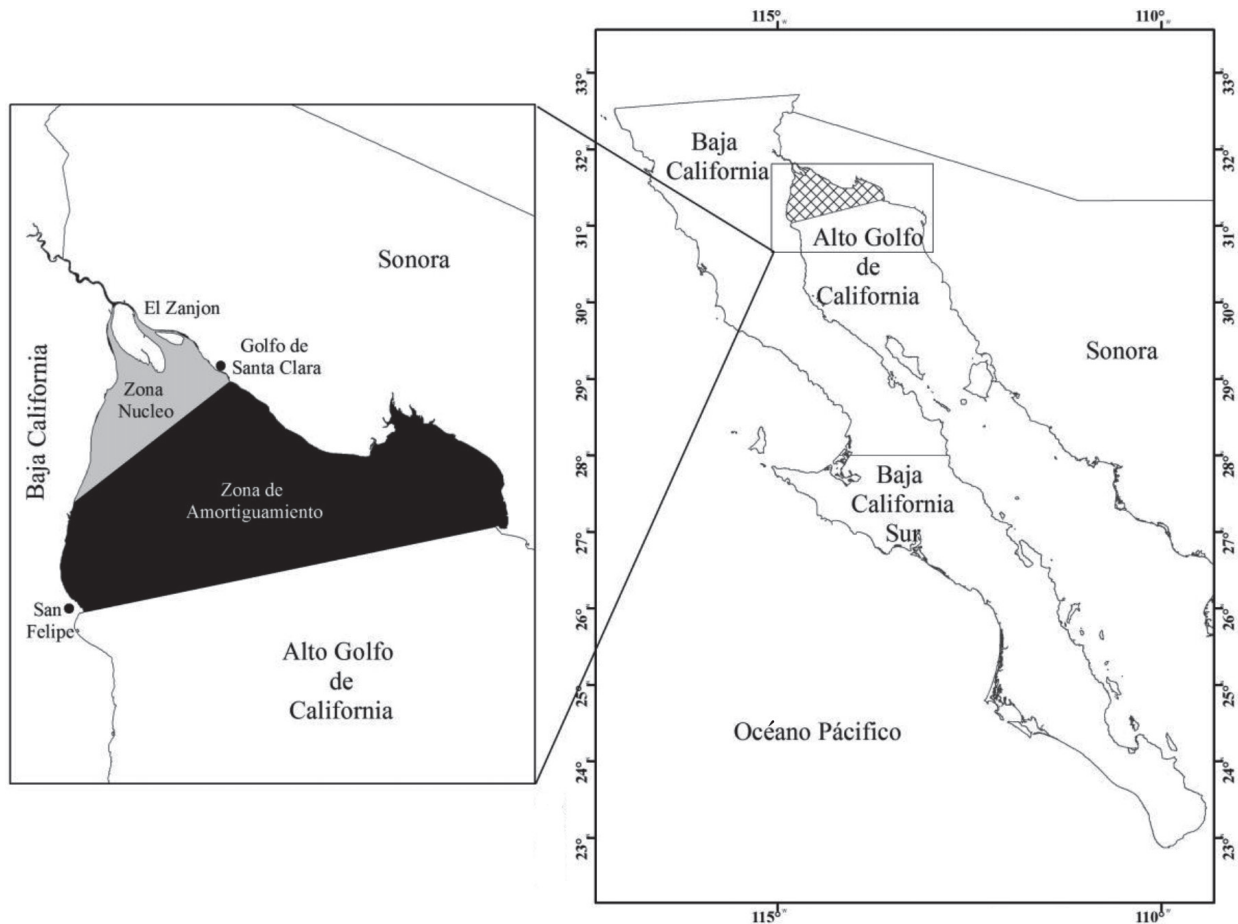 Sonora
El Zanjon
Golfo de
Santa Clara
Zona
Nucleo
Baja California
Zona de
Amortiguamiento
San
Felipe
Alto Golfo
de
California
115°
110°
33°
32°
31°
30°
29°
28°
27°
26°
25°
24°
23°
Baja
California
Alto Golfo
de
California
Sonora
Baja
California
Sur
Océano Pácifico
33°
32°
31°
30°
29°
28°
27°
26°
25°
24°
23°
115°
110°